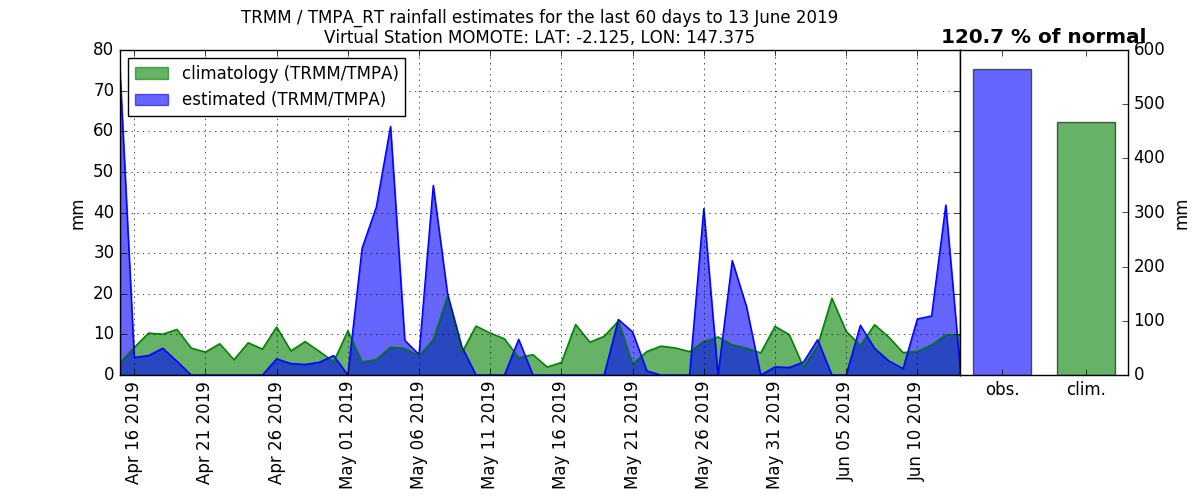 TRMM / TMPA_RT rainfall estimates for the last 60 days to 13 June 2019
Virtual Station MOMOTE: LAT: -2.125, LON: 147.375
120.7 % of normal
climatology (TRMM/TMPA)
estimated (TRMM/TMPA)
80
70
60
50
40
30
20
10
0
mm
Apr 16 2019
Apr 21 2019
Apr 26 2019
May 01 2019
May 06 2019
May 11 2019
May 16 2019
May 21 2019
May 26 2019
May 31 2019
Jun 05 2019
Jun 10 2019
obs.
clim.
600
500
400
300
200
100
0
mm